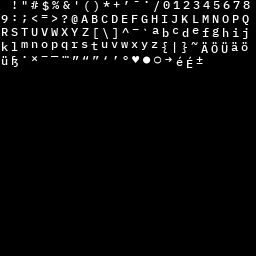 !"#$%&'()*+,-./012345678
9:;<=>?@ABCDEFGHIJKLMNOPQ
RSTUVWXYZ[\]^_`abcdefghij
klmnopqrstuvwxyz{|}~ÄÖÜäö
üß·×–—…”“„‘’°♥●○→éÉ±